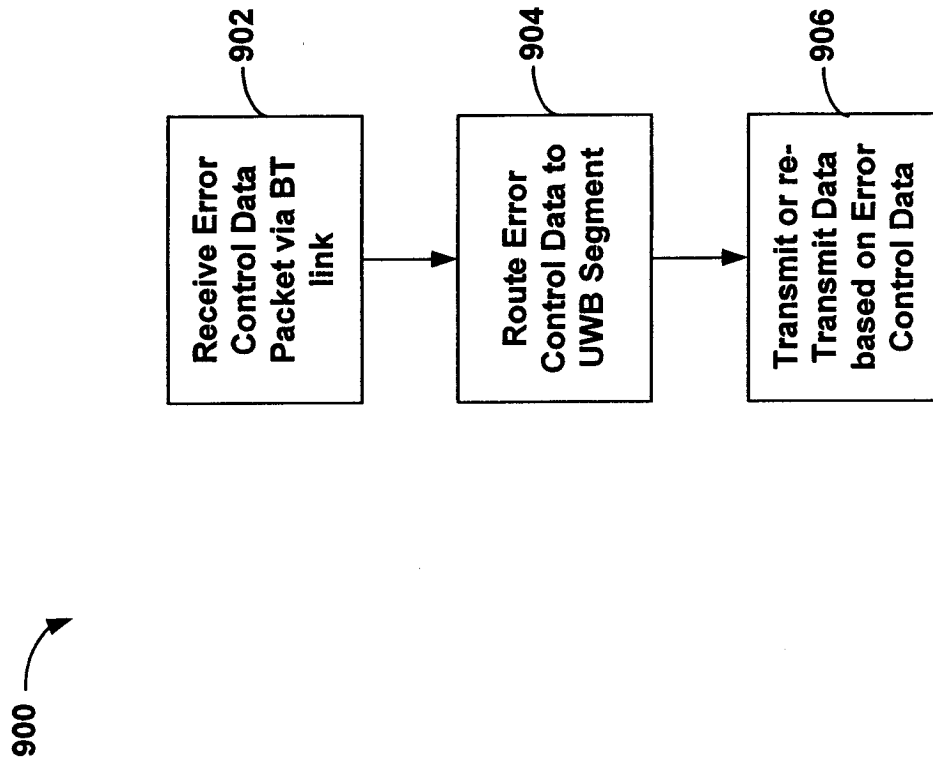 900
Receive Error
Control Data
Packet via BT
link
902
Route Error
Control Data to
UWB Segment
904
Transmit or re-
Transmit Data
based on Error
Control Data
906